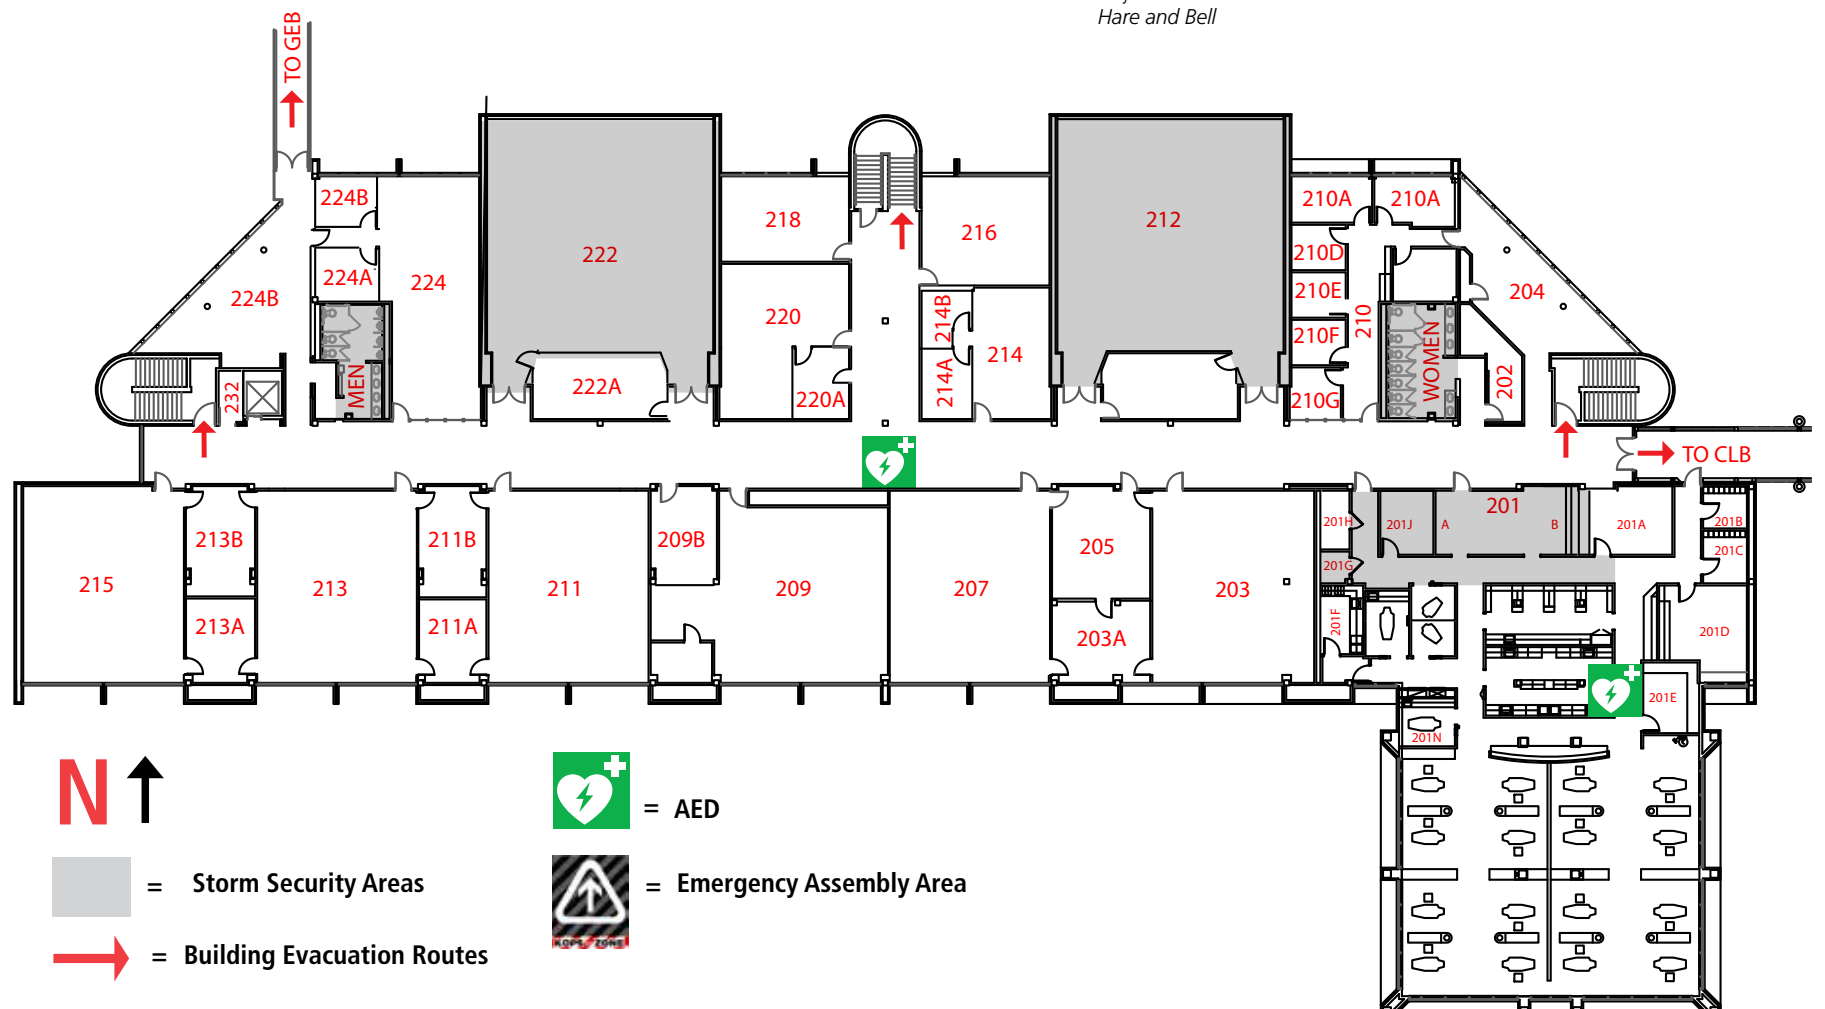 Hare and Bell
TO GEB
224B
224A
224B
224
MEN
232
222
222A
218
220
220A
216
214B
214A
214
212
210A
210A
210D
210E
210F
210G
210
WOMEN
204
202
TO CLB
215
213B
213A
213
211B
211A
211
209B
209
207
205
203A
203
201H
201J
A
201
B
201A
201B
201C
201G
201F
201D
201E
201N
N
= AED
= Storm Security Areas
= Emergency Assembly Area
KOPS ZONE
= Building Evacuation Routes